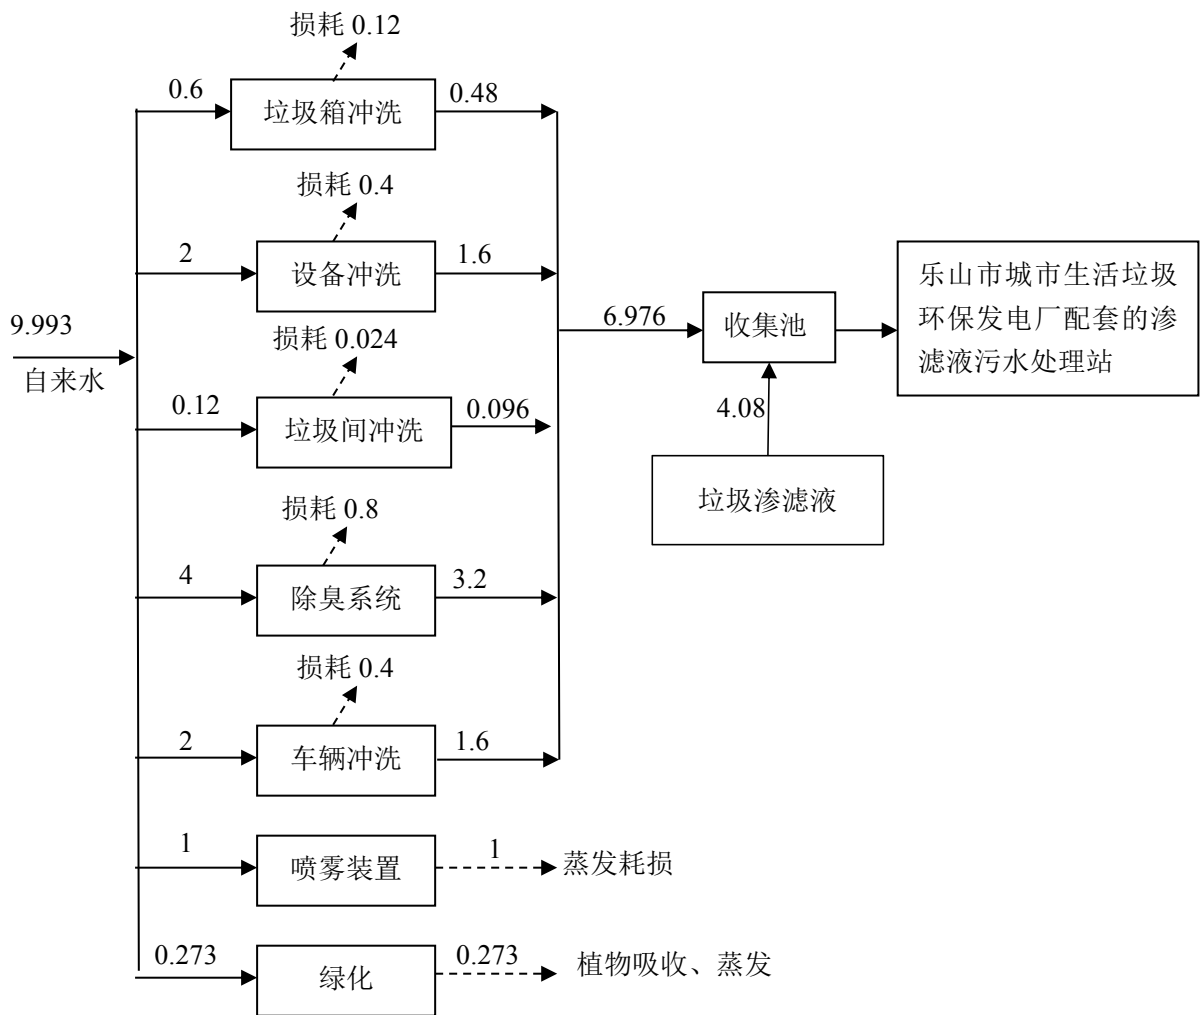 损耗 0.12
0.6
垃圾箱冲洗
0.48
损耗 0.4
2
设备冲洗
1.6
9.993
自来水
损耗 0.024
0.12
垃圾间冲洗
0.096
6.976
收集池
乐山市城市生活垃圾
环保发电厂配套的渗
滤液污水处理站
4.08
垃圾渗滤液
损耗 0.8
4
除臭系统
3.2
损耗 0.4
2
车辆冲洗
1.6
1
喷雾装置
1
蒸发耗损
0.273
绿化
0.273
植物吸收、蒸发